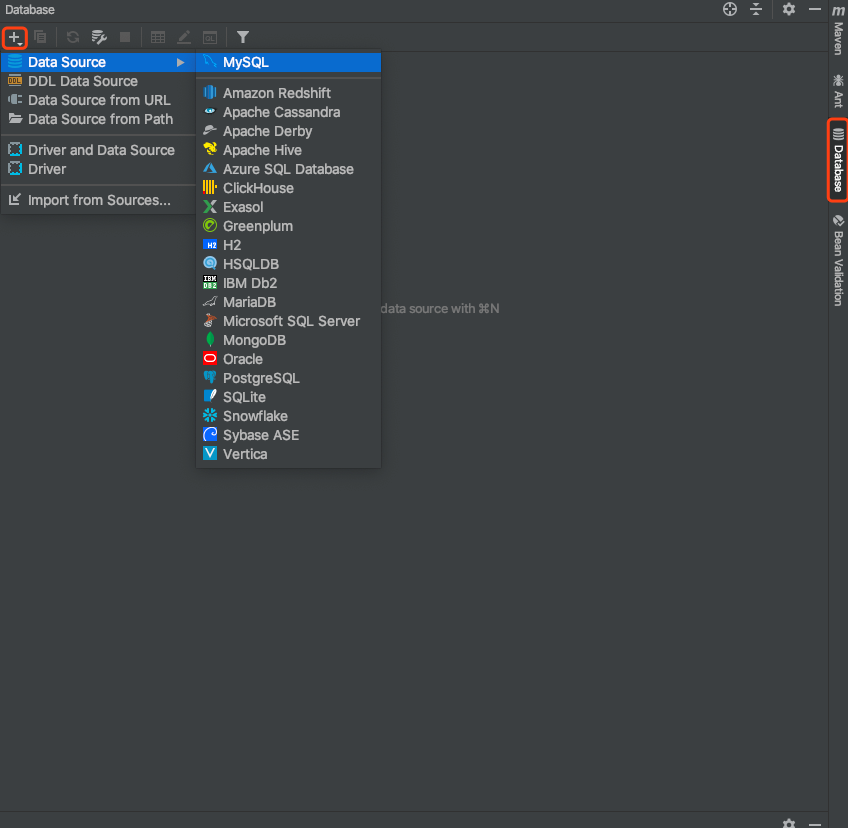 Database
Data Source
DDL Data Source
Data Source from URL
Data Source from Path
Driver and Data Source
Driver
Import from Sources...
MySQL
Amazon Redshift
Apache Cassandra
Apache Derby
Apache Hive
Azure SQL Database
ClickHouse
Exasol
Greenplum
H2
HSQLDB
IBM Db2
MariaDB
Microsoft SQL Server
MongoDB
Oracle
PostgreSQL
SQLite
Snowflake
Sybase ASE
Vertica
data source with ⌘N
Maven
Ant
Database
Bean Validation